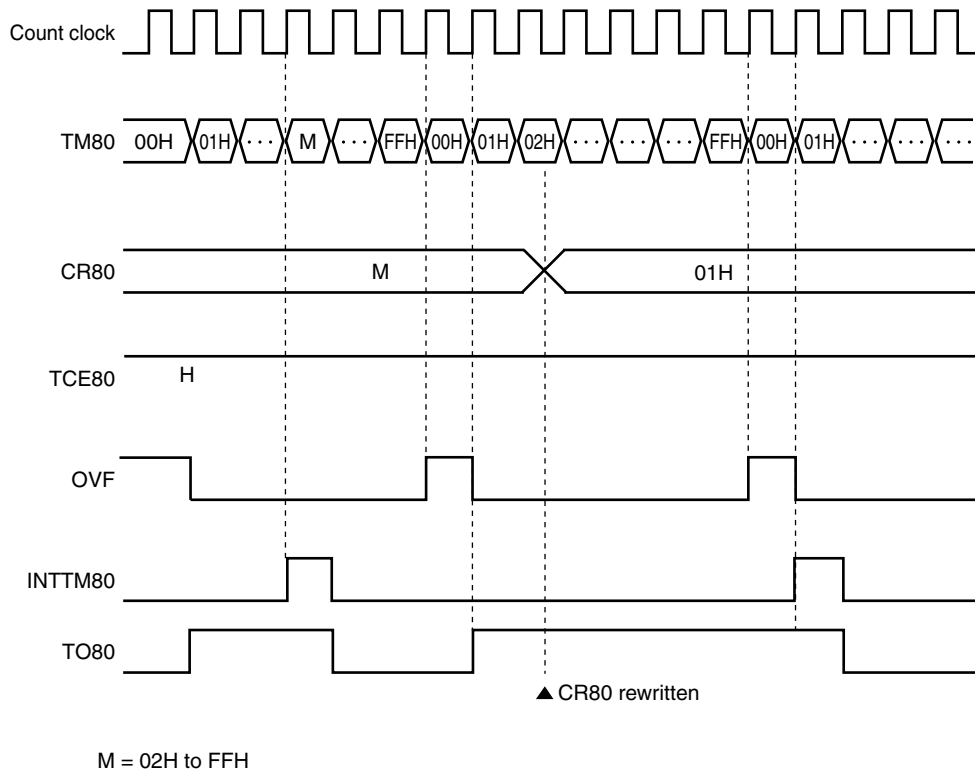 Count clock
TM80 00H 01H ··· M ··· FFH 00H 01H 02H ··· ··· ··· FFH 00H 01H ··· ··· ···
CR80 M 01H
TCE80 H
OVF
INTTM80
TO80
▲ CR80 rewritten
M = 02H to FFH